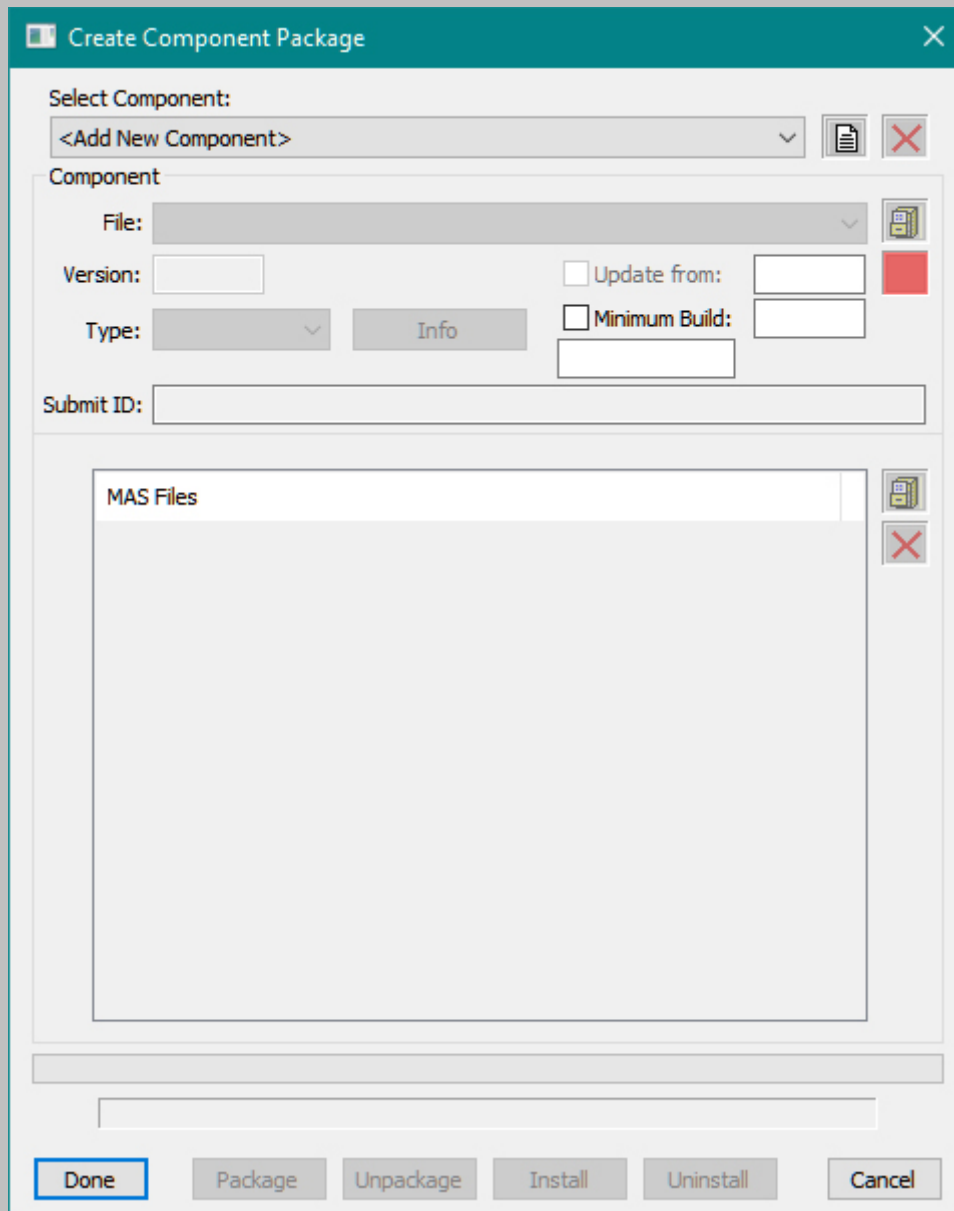 Create Component Package
Select Component:
<Add New Component>
Component
File:
Version:
Update from:
Type:
Info
Minimum Build:
Submit ID:
MAS Files
Done Package Unpackage Install Uninstall Cancel